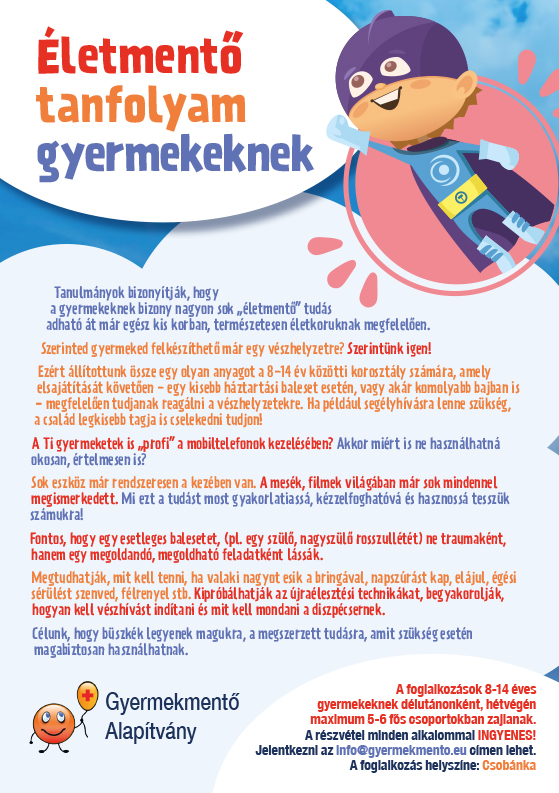 Életmentő
tanfolyam
gyermekeknek
Tanulmányok bizonyítják, hogy
a gyermekeknek bizony nagyon sok „életmentő” tudás
adható át már egész kis korban, természetesen életkoruknak megfelelően.
Szerinted gyermeked felkészíthető már egy vészhelyzetre? Szerintünk igen!
Ezért állítottunk össze egy olyan anyagot a 8-14 év közötti korosztály számára, amely
elsajátítását követően – egy kisebb háztartási baleset esetén, vagy akár komolyabb bajban is
– megfelelően tudjanak reagálni a vészhelyzetekre. Ha például segélyhívásra lenne szükség,
a család legkisebb tagja is cselekedni tudjon!
A Ti gyermeketek is „profi” a mobiltelefonok kezelésében? Akkor miért is ne használhatná
okosan, értelmesen is?
Sok eszköz már rendszeresen a kezében van. A mesék, filmek világában már sok mindennel
megismerkedett. Mi ezt a tudást most gyakorlatiassá, kézzelfoghatóvá és hasznossá tesszük
számukra!
Fontos, hogy egy esetleges balesetet, (pl. egy szülő, nagyszülő rosszullétét) ne traumaként,
hanem egy megoldandó, megoldható feladatként lássák.
Megtudhatják, mit kell tenni, ha valaki nagyot esik a bringával, napszúrást kap, elájul, égési
sérülést szenved, félrenyel stb. Kipróbálhatják az újraélesztési technikákat, begyakorolják,
hogyan kell vészhívást indítani és mit kell mondani a diszpécsernek.
Célunk, hogy büszkék legyenek magukra, a megszerzett tudásra, amit szükség esetén
magabiztosan használhatnak.
Gyermekmentő
Alapítvány
A foglalkozások 8-14 éves
gyermekeknek délutánonként, hétvégén
maximum 5-6 fős csoportokban zajlanak.
A részvétel minden alkalommal INGYENES!
Jelentkezni az info@gyermekmento.eu címen lehet.
A foglalkozás helyszíne: Csobánka